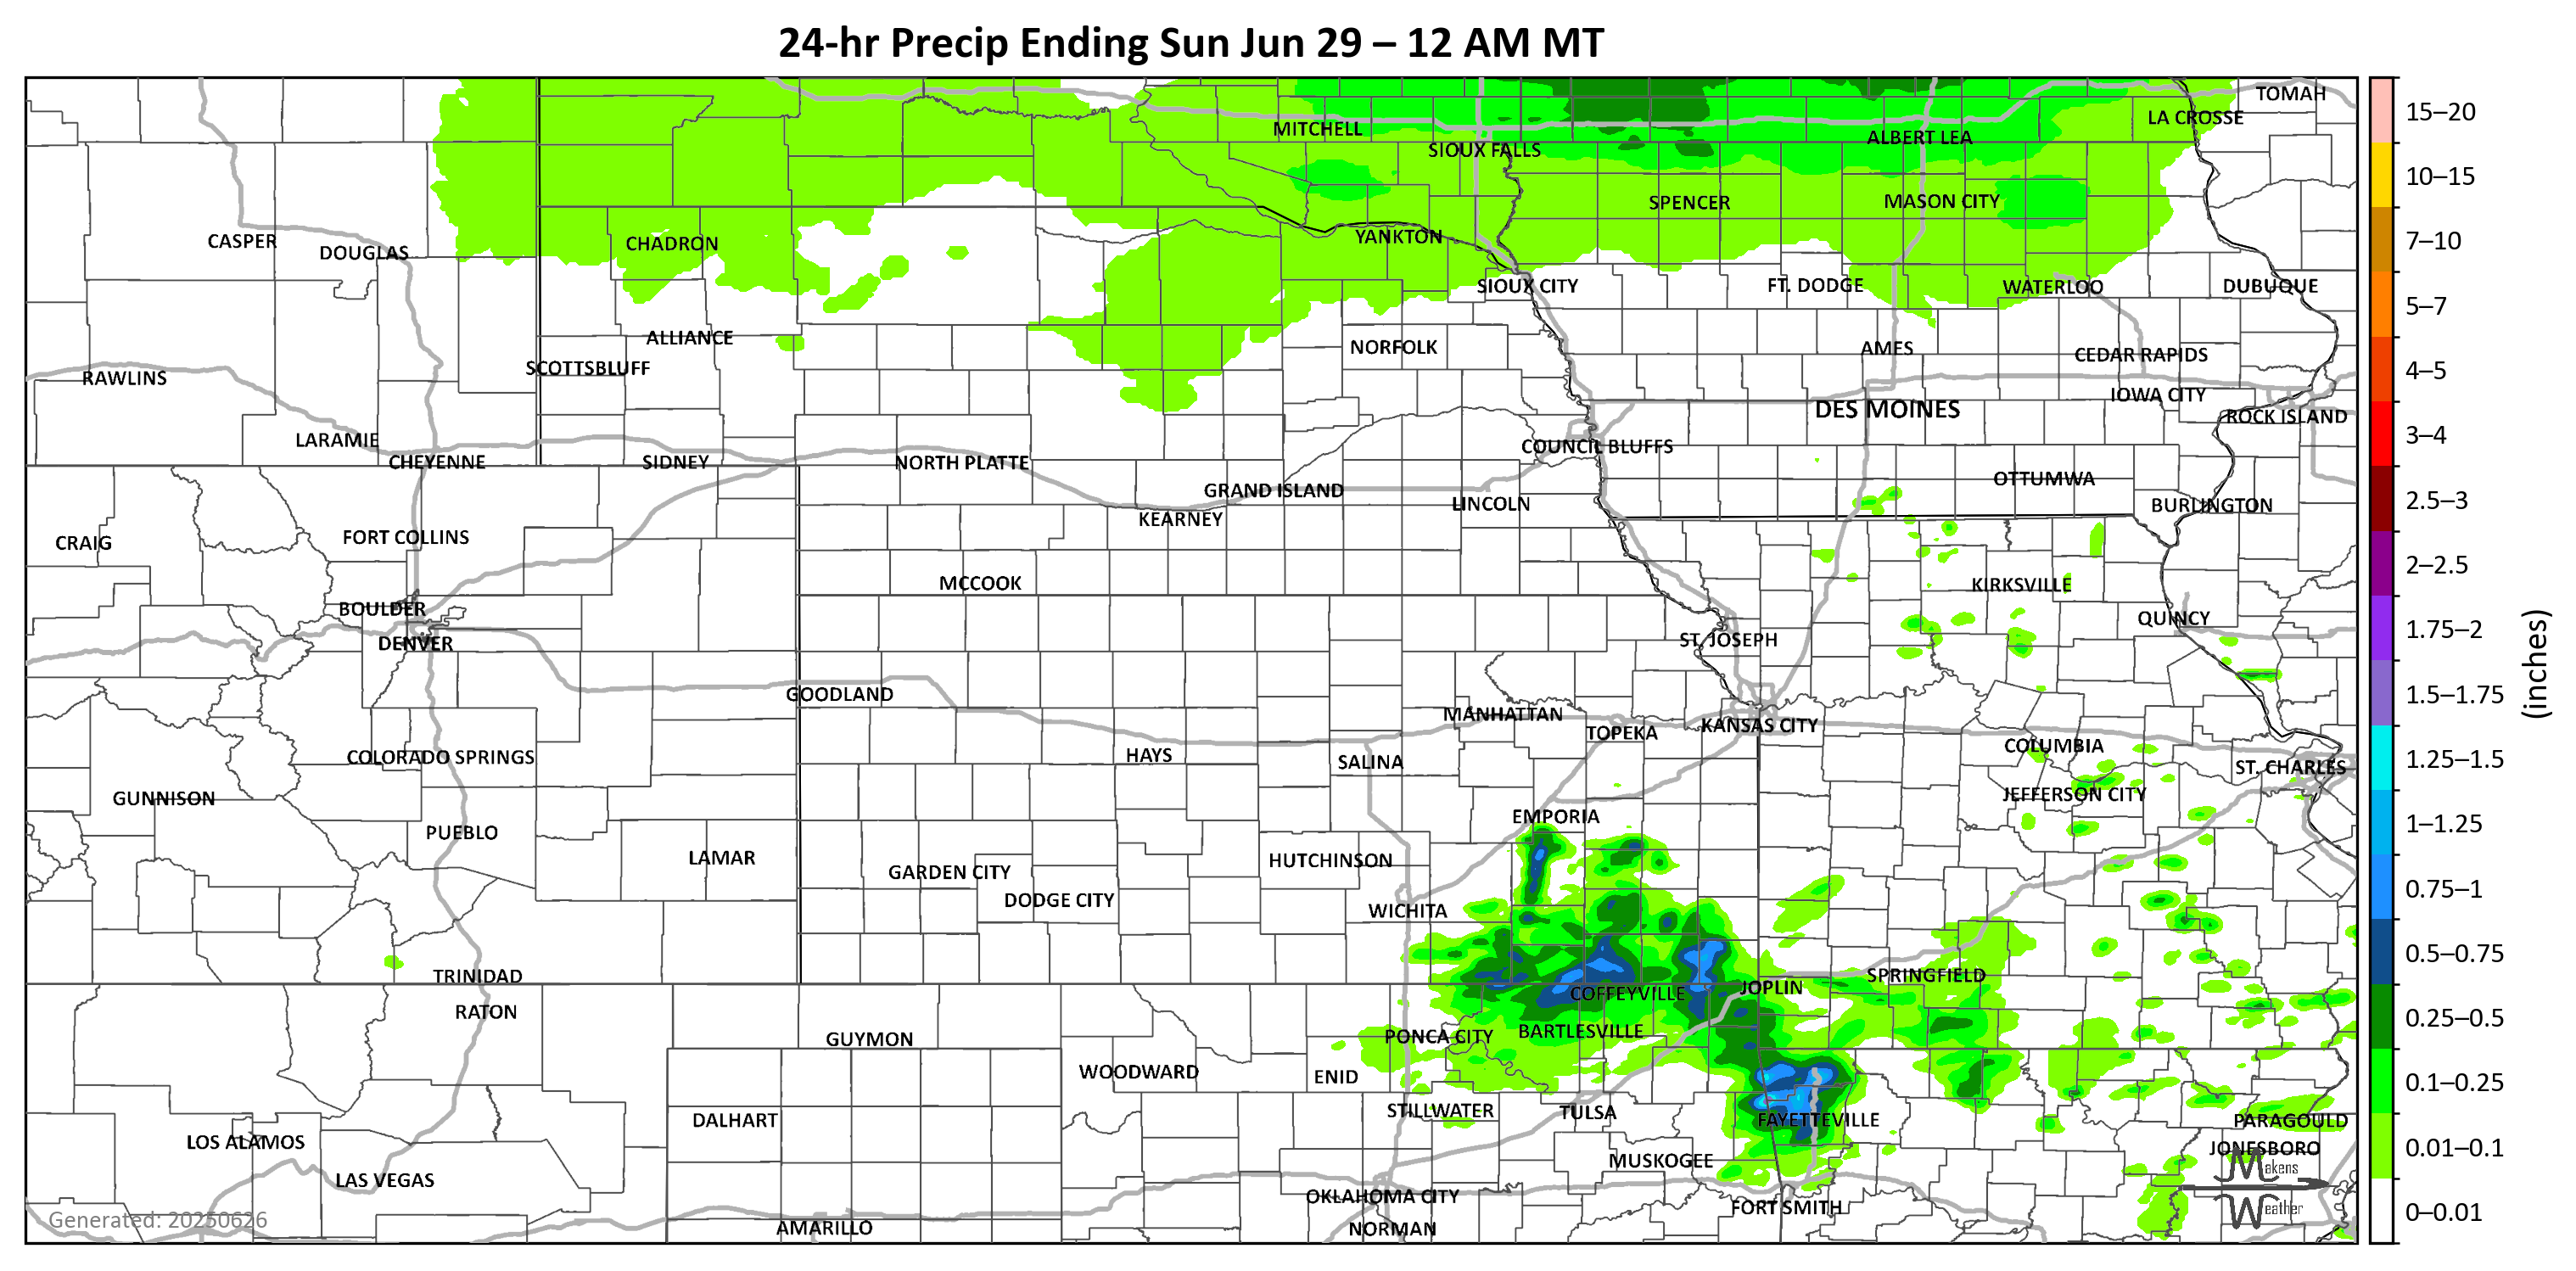 24-hr Precip Ending Sun Jun 29 – 12 AM MT
TOMAH
LA CROSSE
MITCHELL
ALBERT LEA
SIOUX FALLS
SPENCER
MASON CITY
CASPER
DOUGLAS
CHADRON
YANKTON
SIOUX CITY
FT. DODGE
WATERLOO
DUBUQUE
ALLIANCE
NORFOLK
AMES
CEDAR RAPIDS
SCOTTSBLUFF
RAWLINS
IOWA CITY
DES MOINES
ROCK ISLAND
LARAMIE
COUNCIL BLUFFS
CHEYENNE
SIDNEY
NORTH PLATTE
OTTUMWA
GRAND ISLAND
LINCOLN
BURLINGTON
KEARNEY
FORT COLLINS
CRAIG
MCCOOK
KIRKSVILLE
BOULDER
QUINCY
DENVER
ST. JOSEPH
GOODLAND
MANHATTAN
KANSAS CITY
TOPEKA
COLUMBIA
COLORADO SPRINGS
HAYS
SALINA
ST. CHARLES
GUNNISON
JEFFERSON CITY
EMPORIA
PUEBLO
LAMAR
HUTCHINSON
GARDEN CITY
DODGE CITY
WICHITA
TRINIDAD
SPRINGFIELD
JOPLIN
COFFEYVILLE
RATON
BARTLESVILLE
PONCA CITY
GUYMON
WOODWARD
ENID
STILLWATER
TULSA
DALHART
FAYETTEVILLE
PARAGOULD
LOS ALAMOS
JONESBORO
MUSKOGEE
LAS VEGAS
OKLAHOMA CITY
FORT SMITH
AMARILLO
NORMAN
Generated: 20250626
Makens
Weather
15–20
10–15
7–10
5–7
4–5
3–4
2.5–3
2–2.5
1.75–2
1.5–1.75
1.25–1.5
1–1.25
0.75–1
0.5–0.75
0.25–0.5
0.1–0.25
0.01–0.1
0–0.01
(inches)